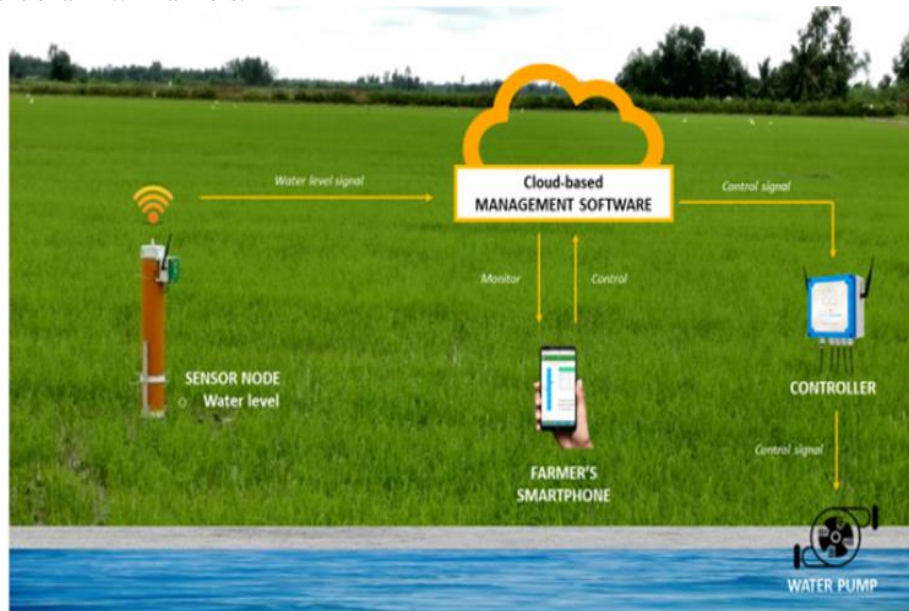 Water level signal
Cloud-based
MANAGEMENT SOFTWARE
Control signal
Monitor
Control
SENSOR NODE
Water level
FARMER'S
SMARTPHONE
CONTROLLER
Control signal
WATER PUMP